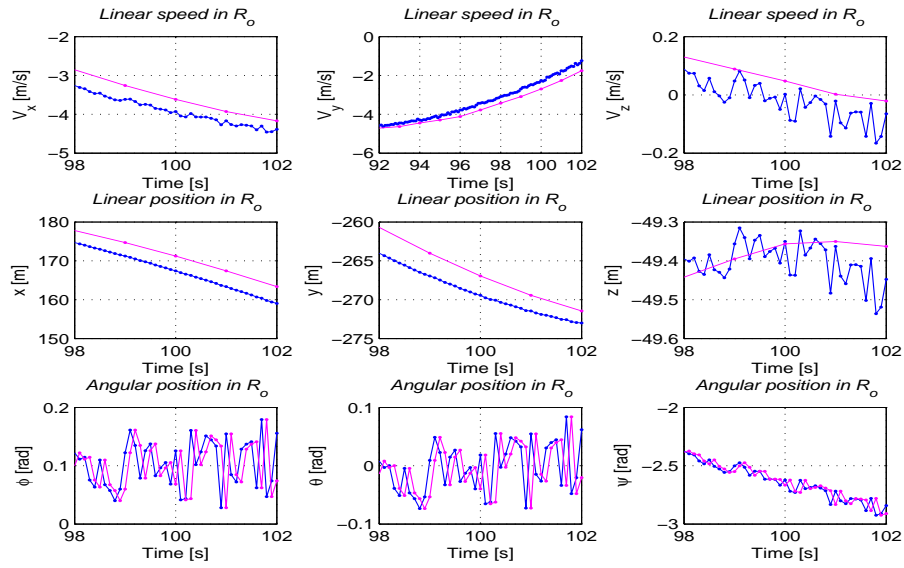 Linear speed in R_o
Linear speed in R_o
Linear speed in R_o
V_x [m/s]
−2
−3
−4
−5
98
100
102
Time [s]
V_y [m/s]
0
−2
−4
−6
92
94
96
98
100
102
Time [s]
V_z [m/s]
0.2
0
−0.2
98
100
102
Time [s]
Linear position in R_o
Linear position in R_o
Linear position in R_o
x [m]
180
170
160
150
98
100
102
Time [s]
y [m]
−260
−265
−270
−275
98
100
102
Time [s]
z [m]
−49.3
−49.4
−49.5
−49.6
98
100
102
Time [s]
Angular position in R_o
Angular position in R_o
Angular position in R_o
ϕ [rad]
0.2
0.1
0
98
100
102
Time [s]
θ [rad]
0.1
0
−0.1
98
100
102
Time [s]
ψ [rad]
−2
−2.5
−3
98
100
102
Time [s]